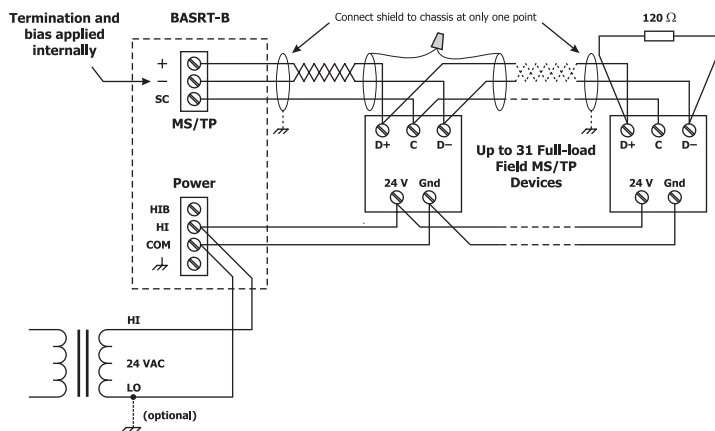 Termination and
bias applied
internally
BASRT-B
Connect shield to chassis at only one point
120 Ω
+
−
SC
MS/TP
D+ C D−
D+ C D−
Up to 31 Full-load
Field MS/TP
Devices
24 V Gnd
24 V Gnd
Power
HIB
HI
COM
HI
24 VAC
LO
(optional)